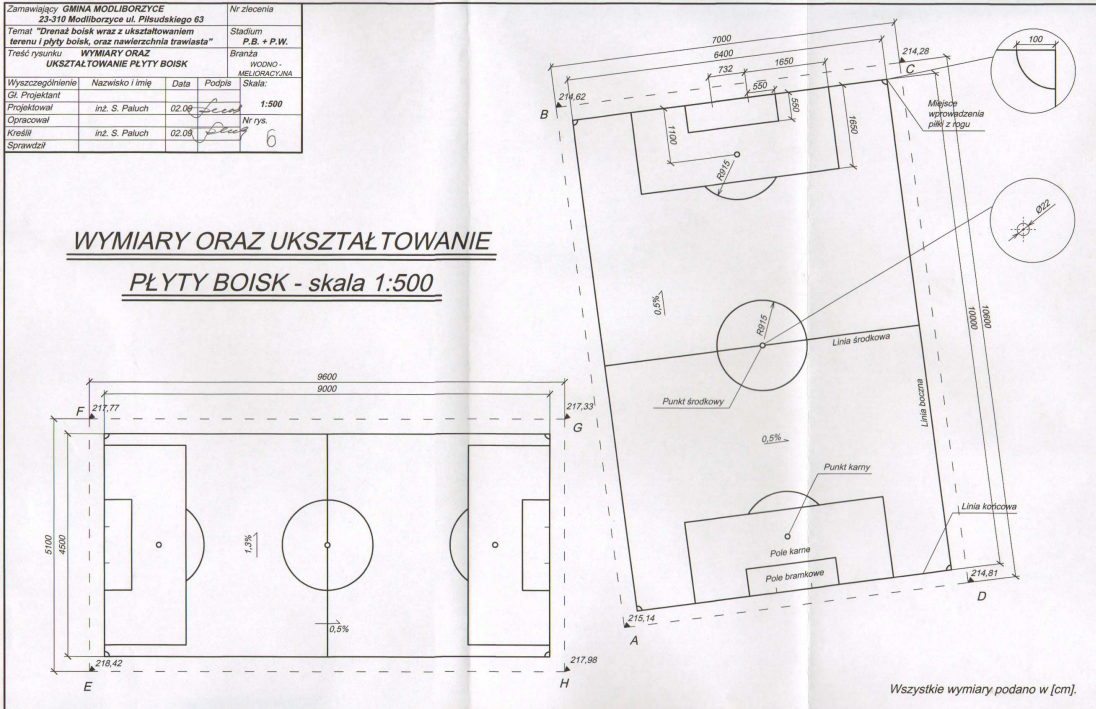 Zamawiający GMINA MODLIBORZYCE
23-310 Modliborzyce ul. Piłsudskiego 63
Nr zlecenia
Temat "Drenaż boisk wraz z ukształtowaniem
terenu i płyty boisk, oraz nawierzchnia trawiasta"
Stadium
P.B. + P.W.
Treść rysunku WYMIARY ORAZ
UKSZTAŁTOWANIE PŁYTY BOISK
Branża
WODNO -
MELIORACYJNA
Wyszczególnienie Nazwisko i imię Data Podpis Skala:
Gł. Projektant
1:500
Projektował inż. S. Paluch 02.09
Opracował
Nr rys.
Kreślił inż. S. Paluch 02.09
6
Sprawdził
WYMIARY ORAZ UKSZTAŁTOWANIE
PŁYTY BOISK - skala 1:500
7000
6400
732
1650
550
550
1650
1100
R915
B
214,62
214,28
C
100
Miejsce
wprowadzenia
piłki z rogu
Ø22
0,5%
R915
Linia środkowa
Punkt środkowy
10000
10600
Linia boczna
0,5%
Punkt karny
Linia końcowa
Pole karne
Pole bramkowe
215,14
A
214,81
D
9600
9000
F
217,77
217,33
G
5100
4500
1,3%
0,5%
218,42
E
217,98
H
Wszystkie wymiary podano w [cm].